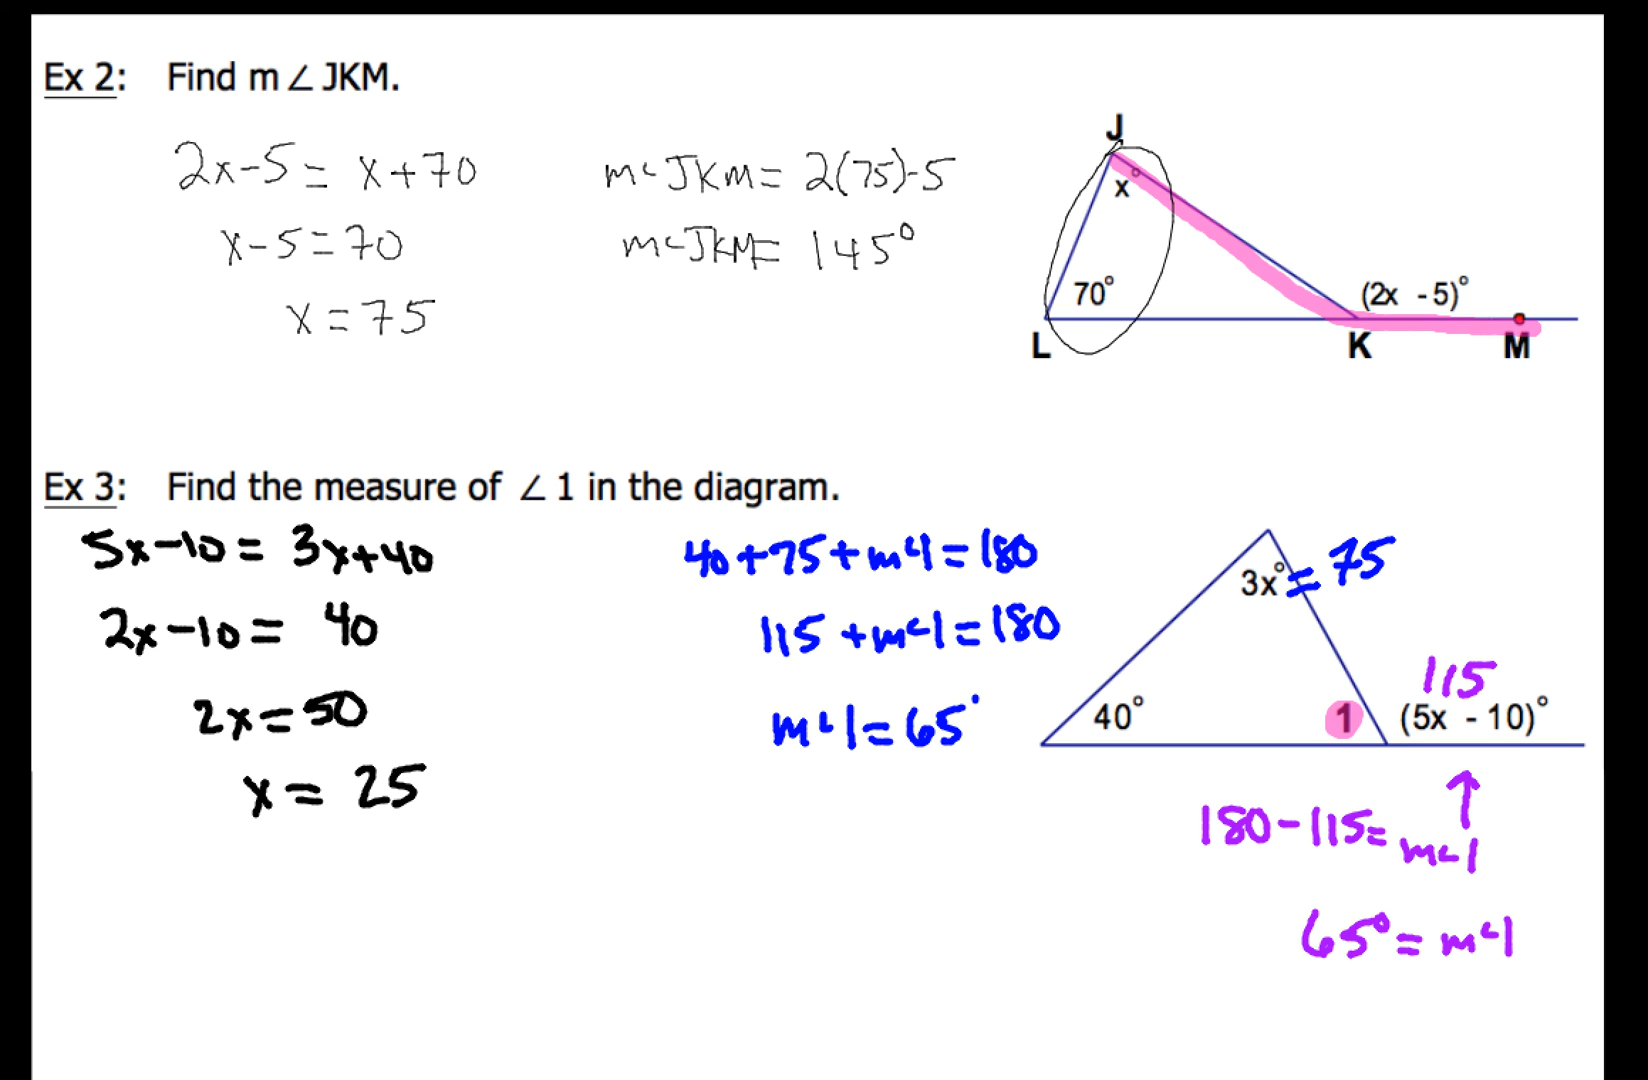 Ex 2: Find m∠JKM.
2x-5= x+70
x-5=70
x=75
m<JKM= 2(75)-5
m<JKM= 145°
J
x°
70°
(2x - 5)°
L
K
M
Ex 3: Find the measure of ∠1 in the diagram.
5x-10= 3x+40
2x-10= 40
2x=50
x= 25
40+75+m<1=180
115+m<1=180
m<1=65°
3x°=75
40°
1
115
(5x - 10)°
180-115=m<1
65°=m<1